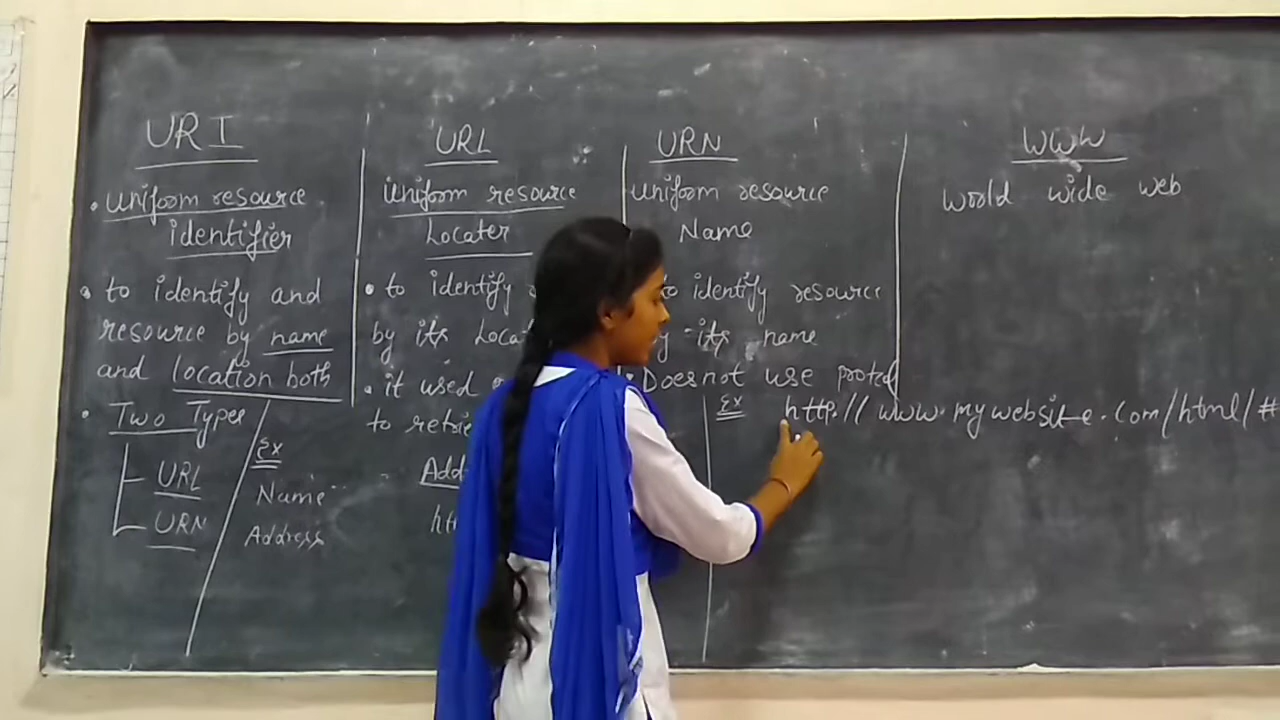 URI
• uniform resource
identifier
• to identify and
resource by name
and location both
• Two Types
URL
URN
Ex
Name
Address
URL
uniform resource
Locater
• to identify
by its
• it used
to
URN
uniform resource
Name
to identify resource
its name
• Doesnot use
Ex http:// www.mywebsite.com/html/#
WWW
world wide web